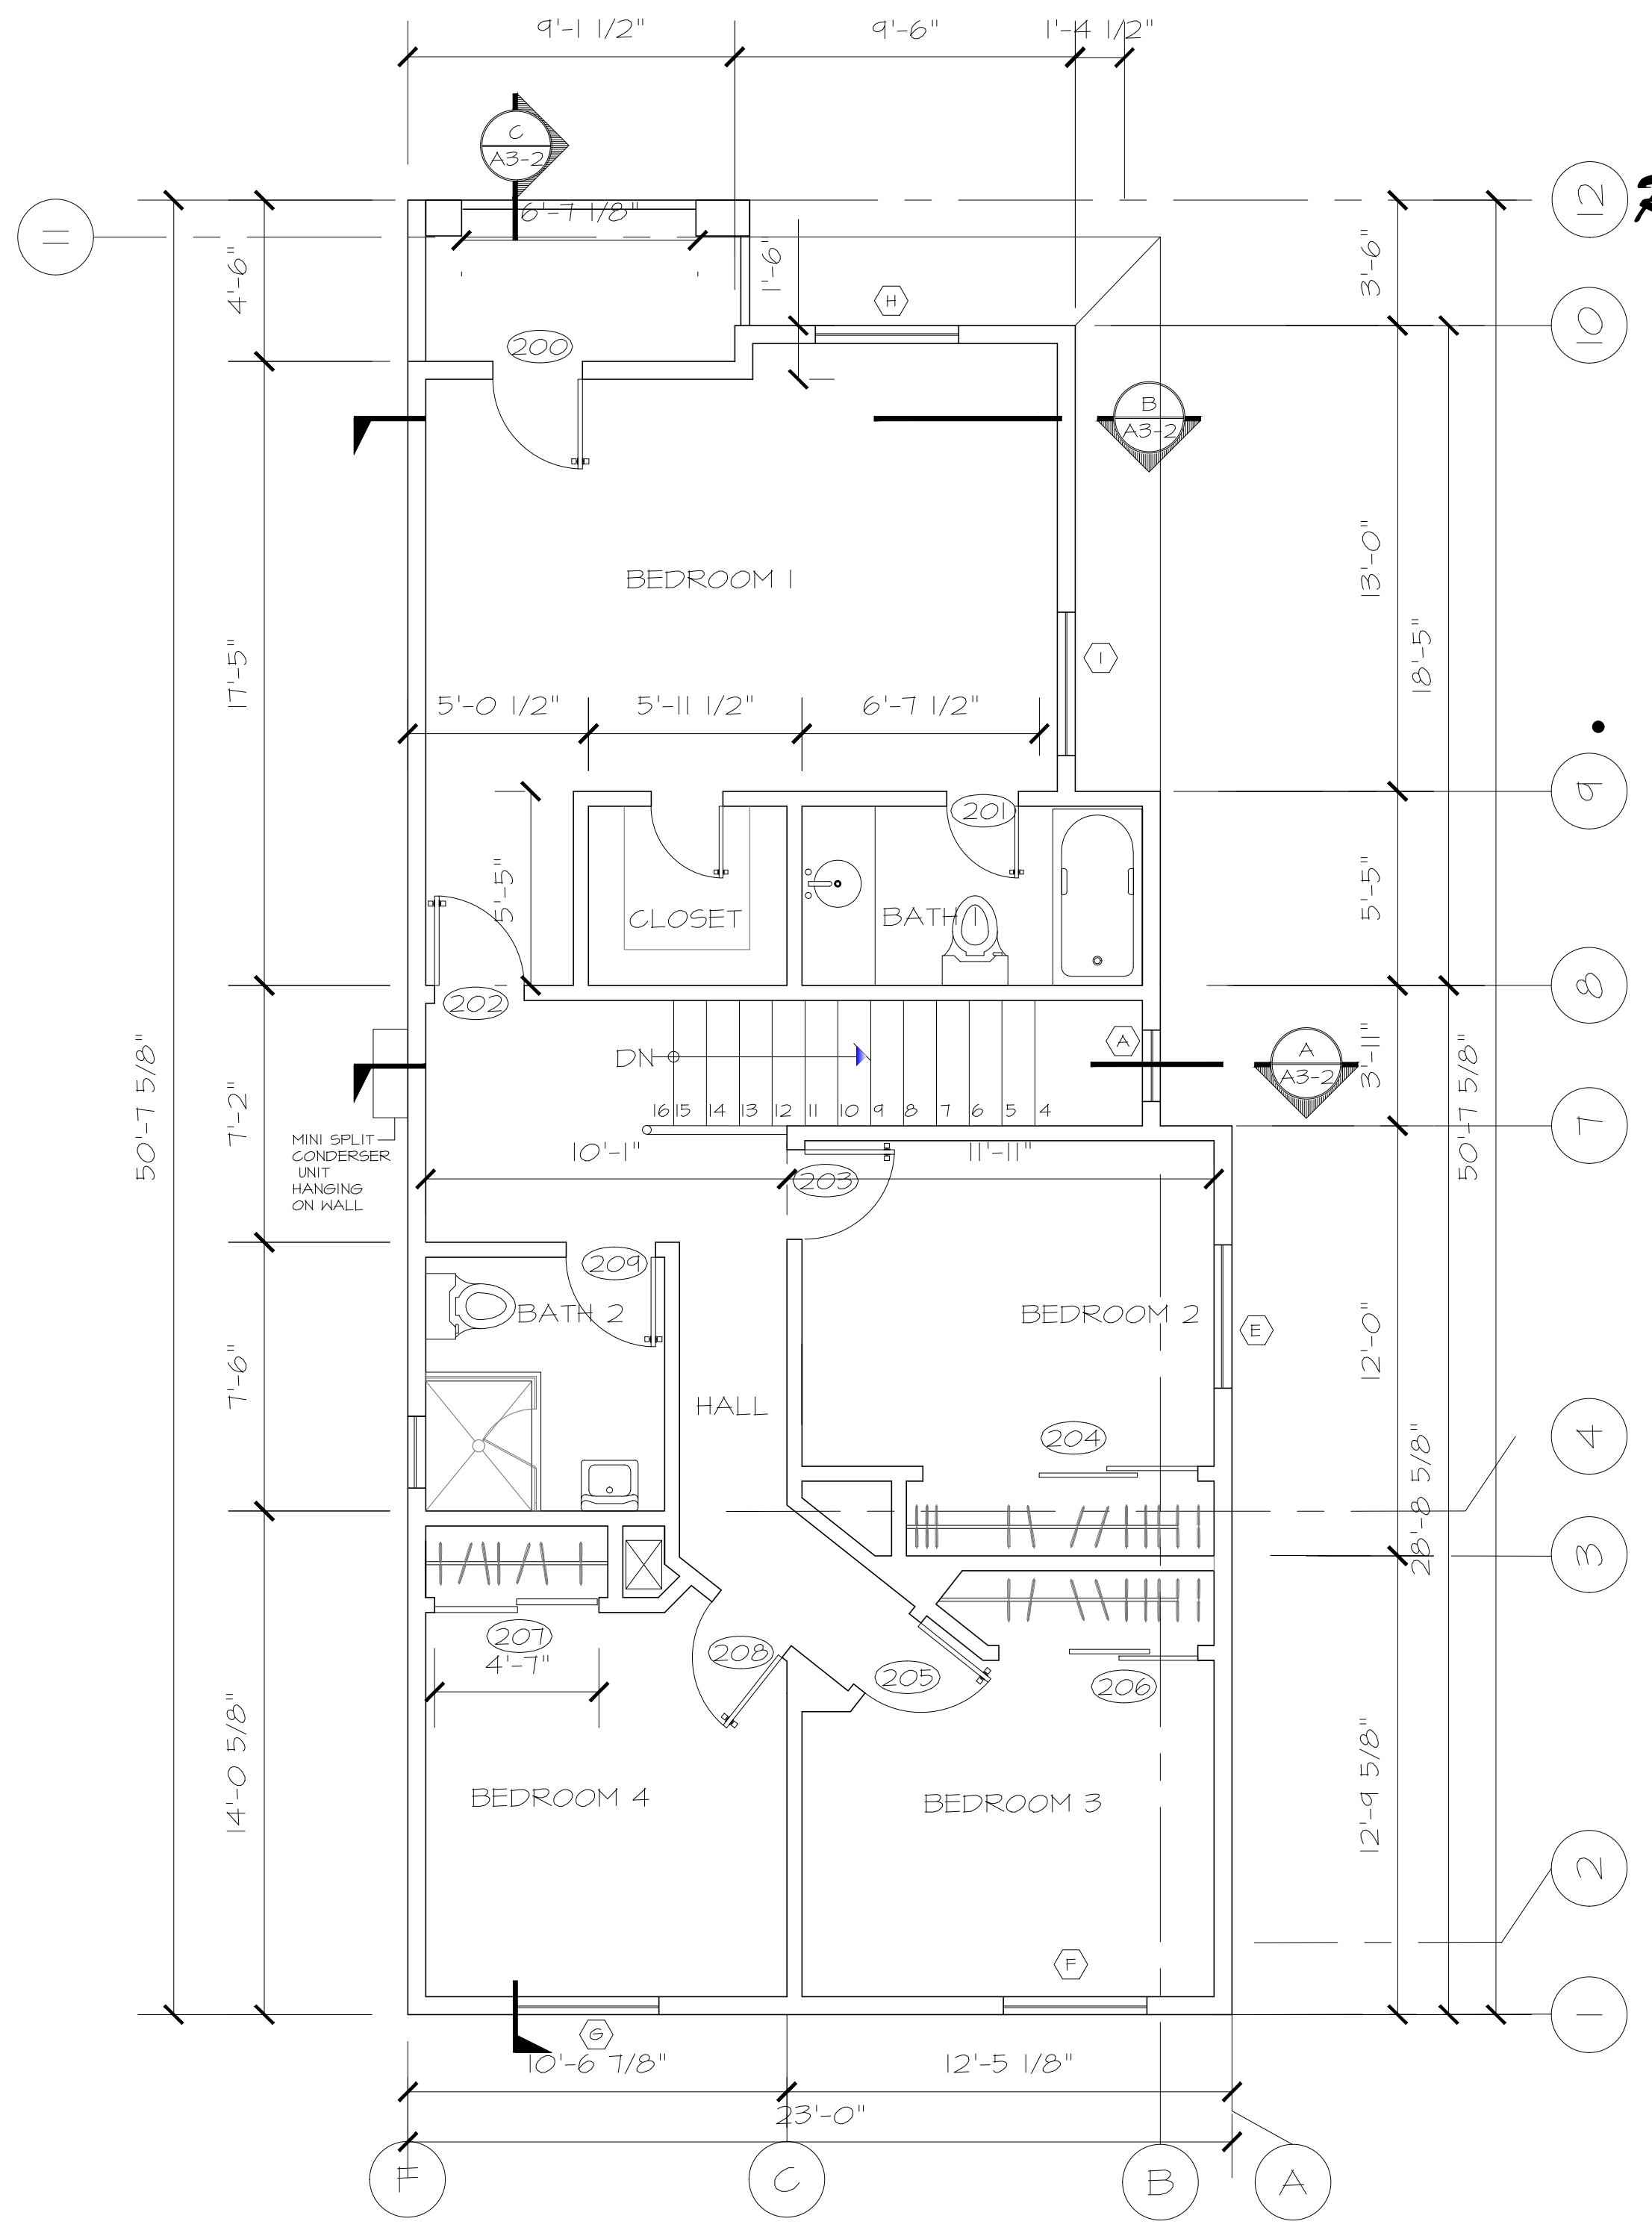 9'-1 1/2"
9'-6"
1'-4 1/2"
C
A3-2
12
11
6'-7 1/8"
4'-6"
1'-6"
3'-6"
H
10
200
B
A3-2
13'-0"
BEDROOM 1
17'-5"
18'-5"
I
5'-0 1/2"
5'-11 1/2"
6'-7 1/2"
9
201
5'-5"
5'-5"
CLOSET
BATH 1
8
202
A
DN
A
A3-2
3'-11"
50'-7 5/8"
7'-2"
50'-7 5/8"
16 15 14 13 12 11 10 9 8 7 6 5 4
7
MINI SPLIT
CONDERSER
UNIT
HANGING
ON WALL
10'-1"
11'-11"
203
209
BATH 2
BEDROOM 2
E
12'-0"
7'-6"
HALL
204
4
28'-8 5/8"
3
207
4'-7"
208
205
206
14'-0 5/8"
12'-9 5/8"
BEDROOM 4
BEDROOM 3
2
F
1
G
10'-6 7/8"
12'-5 1/8"
23'-0"
F
C
B
A